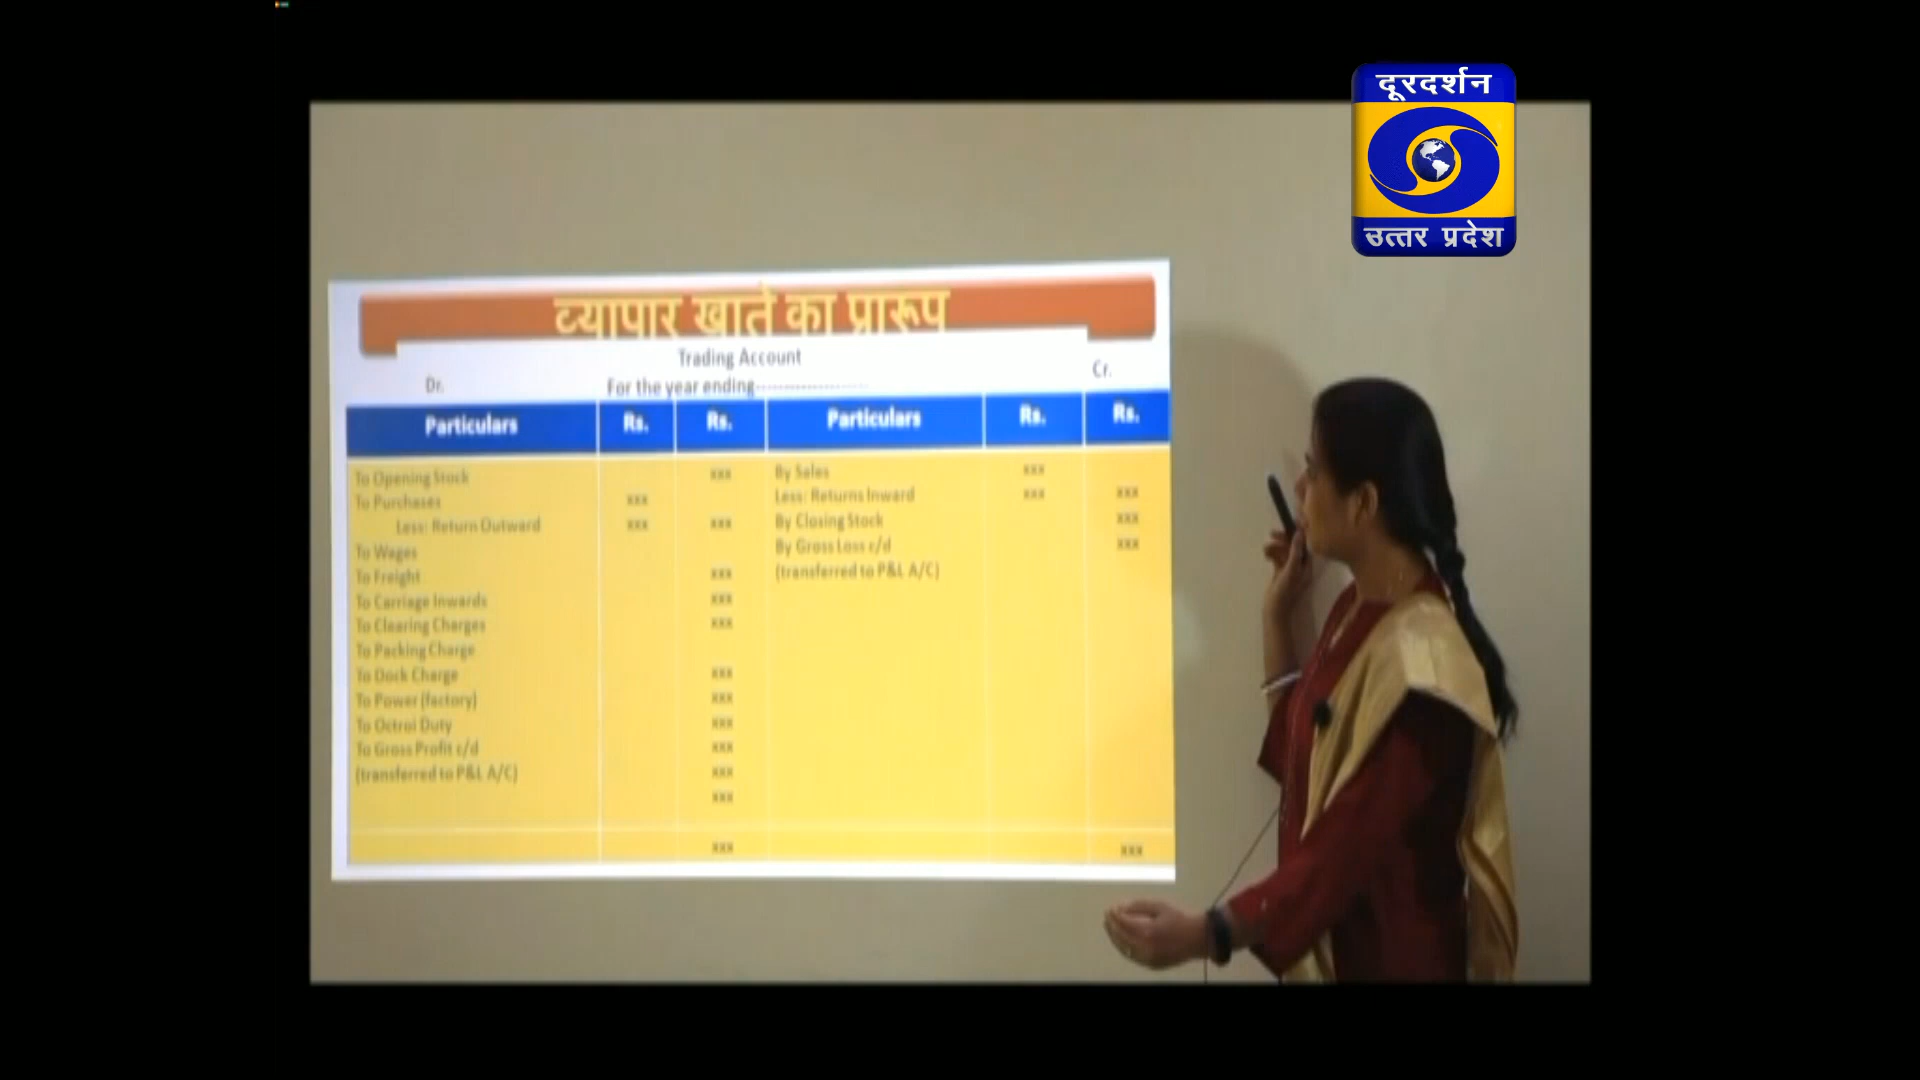 दूरदर्शन
उत्तर प्रदेश
व्यापार खाते का प्रारूप
Trading Account
Dr. For the year ending------------------- Cr.
Particulars Rs. Rs. Particulars Rs. Rs.
To Opening Stock xxx By Sales xxx
To Purchases xxx Less: Returns Inward xxx xxx
Less: Return Outward xxx xxx By Closing Stock xxx
To Wages By Gross Loss c/d xxx
To Freight xxx (transferred to P&L A/C)
To Carriage Inwards xxx
To Clearing Charges xxx
To Packing Charge
To Dock Charge xxx
To Power (factory) xxx
To Octroi Duty xxx
To Gross Profit c/d xxx
(transferred to P&L A/C) xxx
xxx
xxx xxx